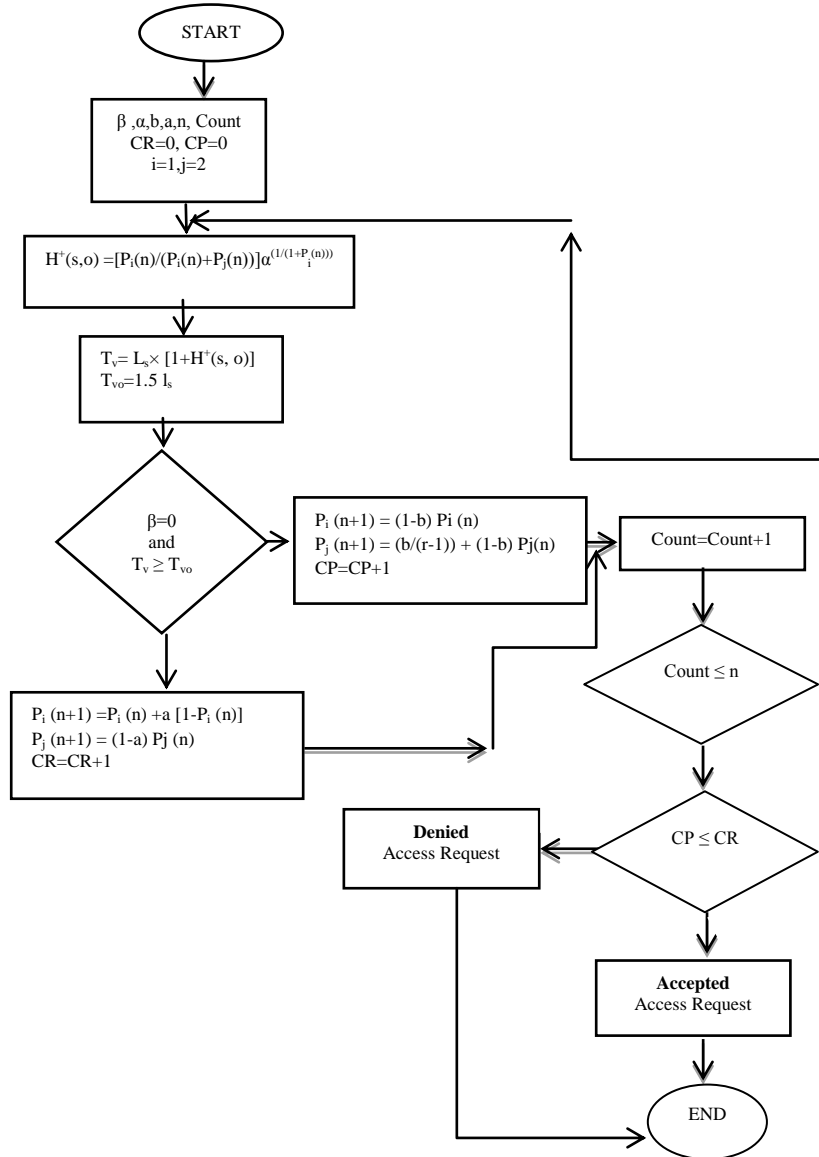 START
β ,α,b,a,n, Count
CR=0, CP=0
i=1,j=2
H⁺(s,o) =[Pᵢ(n)/(Pᵢ(n)+Pⱼ(n))]α^(1/(1+Pᵢ(n)))
Tᵥ= Lₛ× [1+H⁺(s, o)]
Tᵥₒ=1.5 lₛ
β=0
and
Tᵥ ≥ Tᵥₒ
Pᵢ (n+1) = (1-b) Pi (n)
Pⱼ (n+1) = (b/(r-1)) + (1-b) Pj(n)
CP=CP+1
Count=Count+1
Count ≤ n
Pᵢ (n+1) =Pᵢ (n) +a [1-Pᵢ (n)]
Pⱼ (n+1) = (1-a) Pj (n)
CR=CR+1
CP ≤ CR
Denied
Access Request
Accepted
Access Request
END